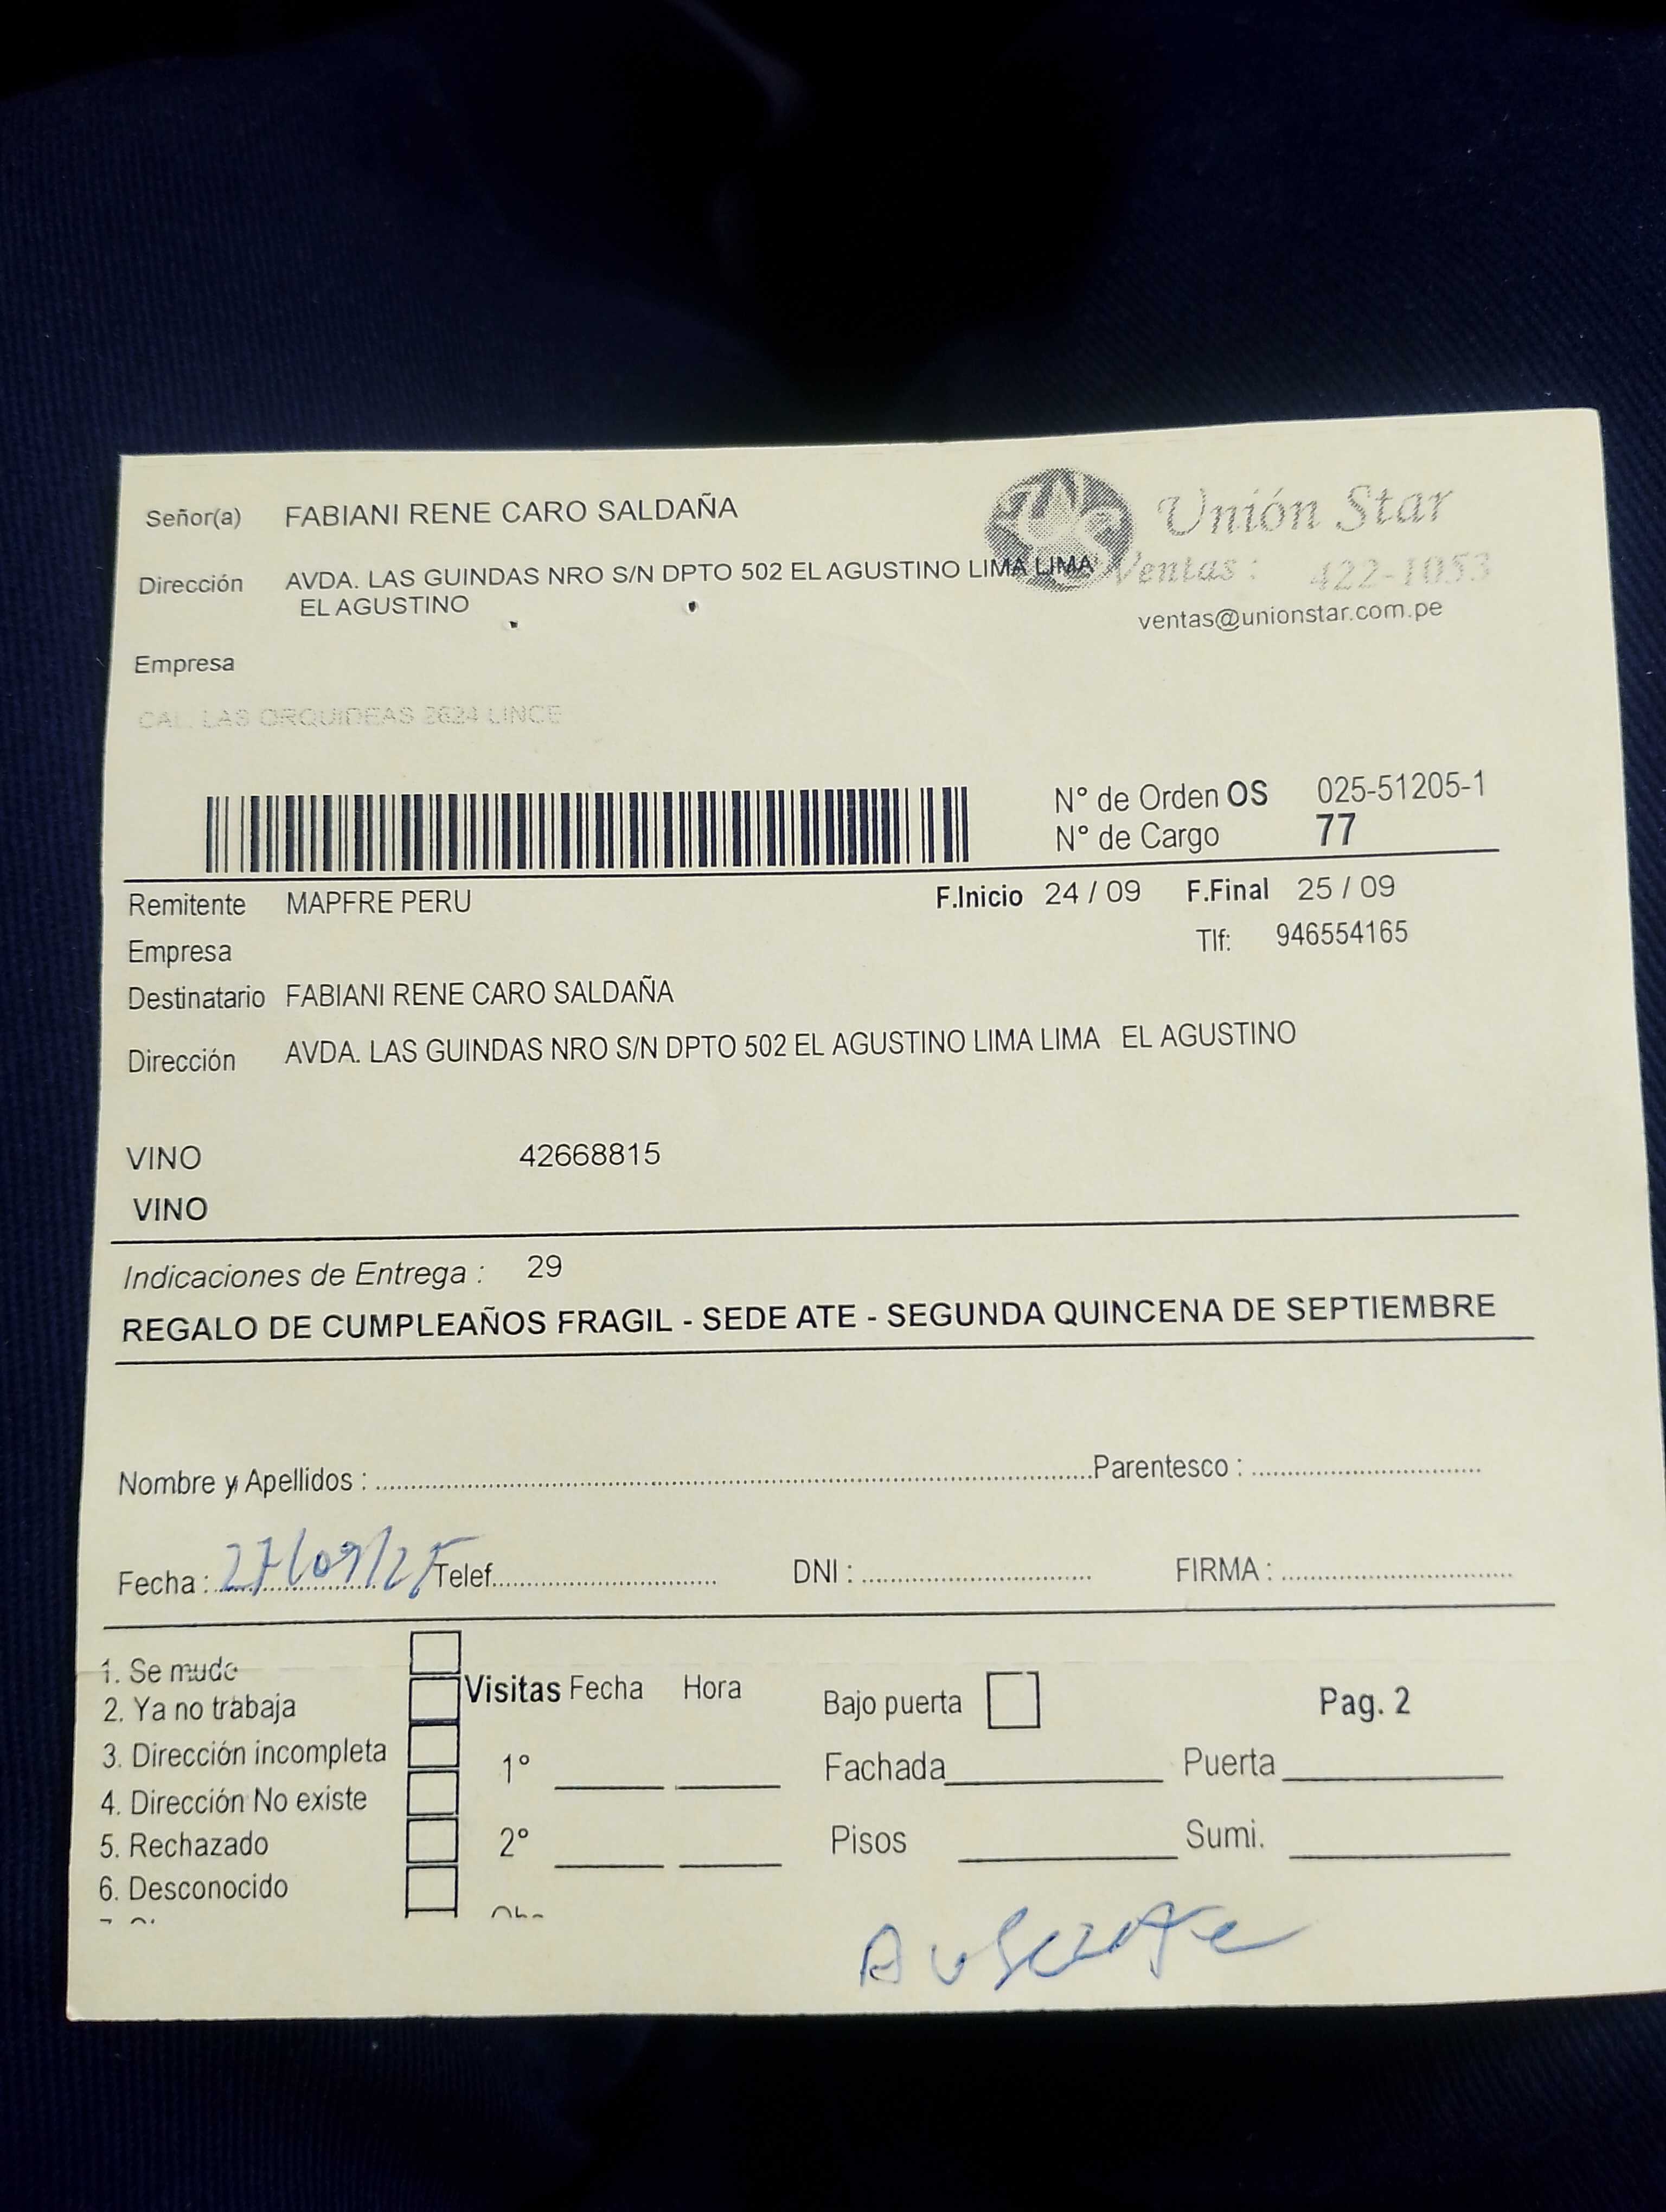 Señor(a) FABIANI RENE CARO SALDAÑA
Unión Star
Dirección AVDA. LAS GUINDAS NRO S/N DPTO 502 EL AGUSTINO LIMA LIMA
Ventas : 422-1053
EL AGUSTINO
ventas@unionstar.com.pe
Empresa
CAL. LAS ORQUIDEAS 2624 LINCE
N° de Orden OS 025-51205-1
N° de Cargo 77
Remitente MAPFRE PERU F.Inicio 24 / 09 F.Final 25 / 09
Empresa Tlf: 946554165
Destinatario FABIANI RENE CARO SALDAÑA
Dirección AVDA. LAS GUINDAS NRO S/N DPTO 502 EL AGUSTINO LIMA LIMA EL AGUSTINO
VINO 42668815
VINO
Indicaciones de Entrega : 29
REGALO DE CUMPLEAÑOS FRAGIL - SEDE ATE - SEGUNDA QUINCENA DE SEPTIEMBRE
Nombre y Apellidos : Parentesco :
Fecha : 27/09/25 Telef. DNI : FIRMA :
1. Se mudo
2. Ya no trabaja Visitas Fecha Hora Bajo puerta Pag. 2
3. Dirección incompleta 1° Fachada Puerta
4. Dirección No existe
5. Rechazado 2° Pisos Sumi.
6. Desconocido
Ausente